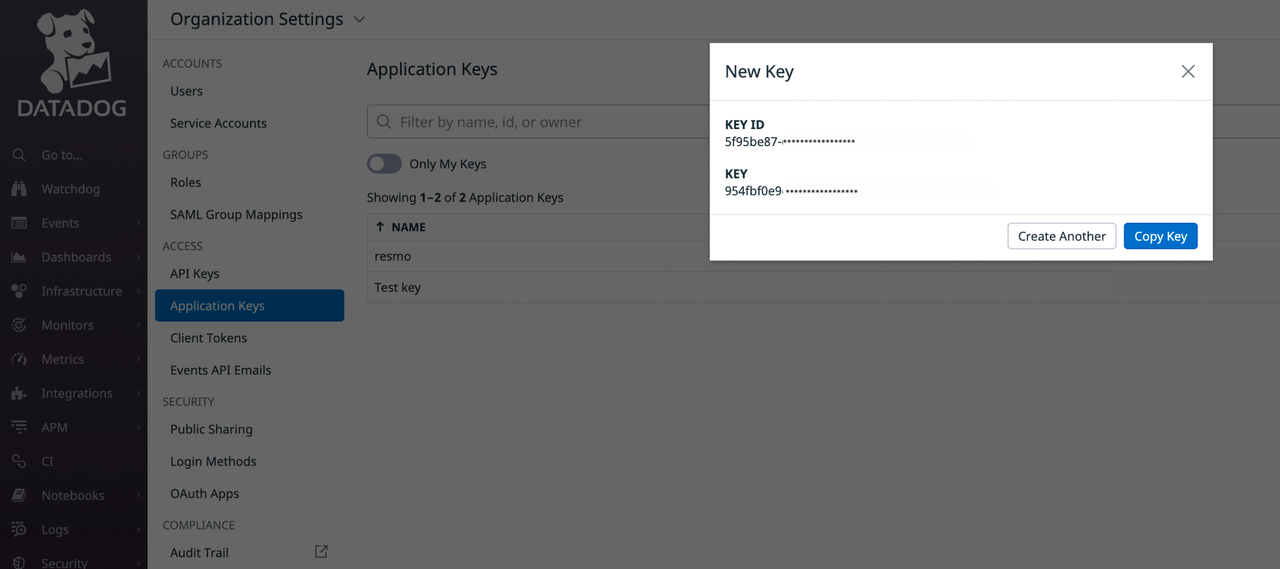 DATADOG
Go to...
Watchdog
Events
Dashboards
Infrastructure
Monitors
Metrics
Integrations
APM
CI
Notebooks
Logs
Security
Organization Settings
ACCOUNTS
Users
Service Accounts
GROUPS
Roles
SAML Group Mappings
ACCESS
API Keys
Application Keys
Client Tokens
Events API Emails
SECURITY
Public Sharing
Login Methods
OAuth Apps
COMPLIANCE
Audit Trail
Application Keys
Filter by name, id, or owner
Only My Keys
Showing 1–2 of 2 Application Keys
↑ NAME
resmo
Test key
New Key
KEY ID
5f95be87-•••••••••••••••••
KEY
954fbf0e9•••••••••••••••••
Create Another
Copy Key